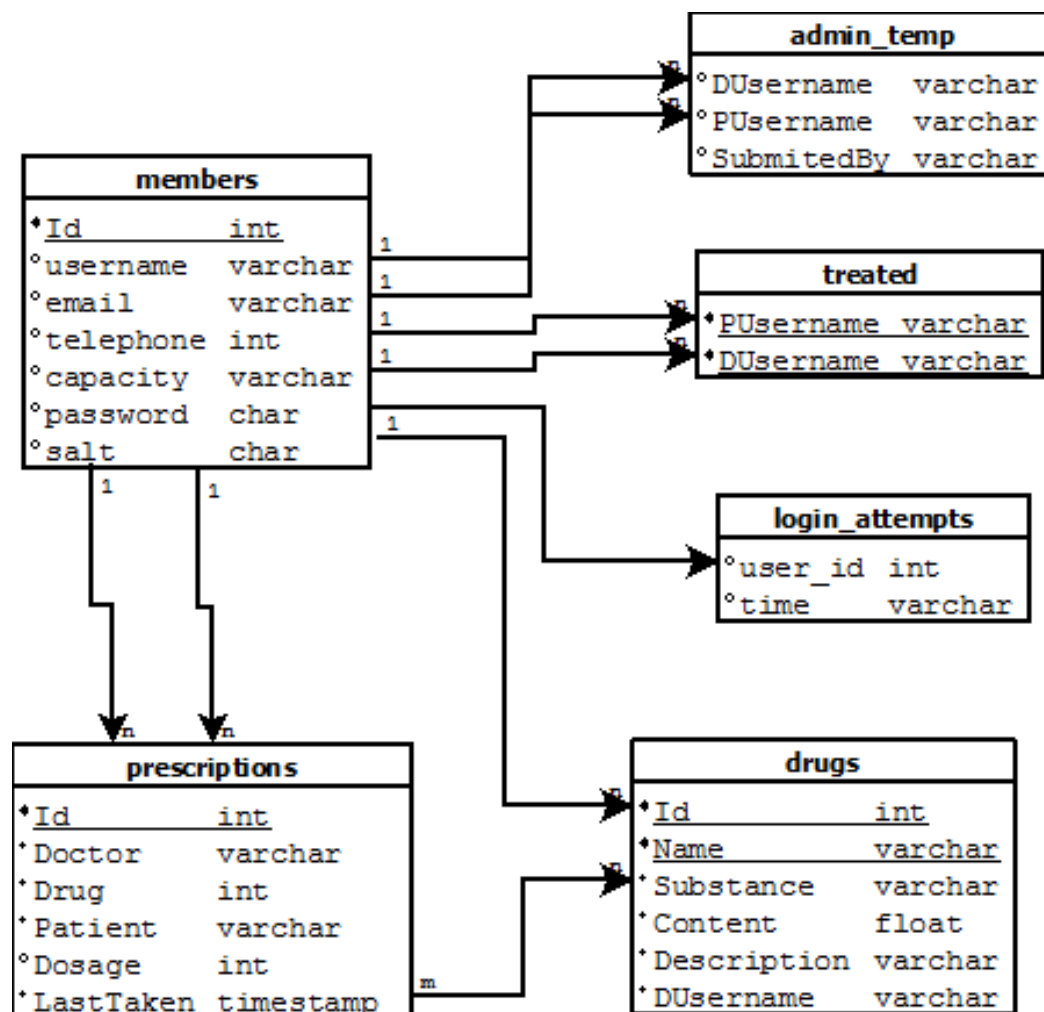 admin_temp
DUsername varchar
PUsername varchar
SubmitedBy varchar
n
n
members
Id int
username varchar
email varchar
telephone int
capacity varchar
password char
salt char
1
1
1
1
1
1
1
treated
PUsername varchar
DUsername varchar
n
n
login_attempts
user_id int
time varchar
n
n
prescriptions
Id int
Doctor varchar
Drug int
Patient varchar
Dosage int
LastTaken timestamp
m
drugs
Id int
Name varchar
Substance varchar
Content float
Description varchar
DUsername varchar
n
n